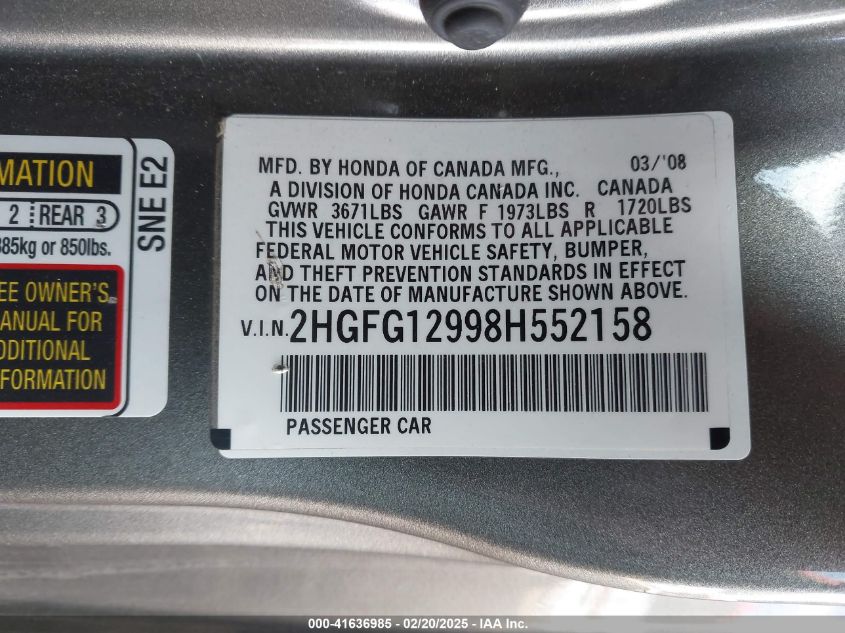 MATION
2 REAR 3
385kg or 850lbs.
EE OWNER'S
ANUAL FOR
DDITIONAL
FORMATION
SNE E2
MFD. BY HONDA OF CANADA MFG., 03/'08
A DIVISION OF HONDA CANADA INC. CANADA
GVWR 3671LBS GAWR F 1973LBS R 1720LBS
THIS VEHICLE CONFORMS TO ALL APPLICABLE
FEDERAL MOTOR VEHICLE SAFETY, BUMPER,
AND THEFT PREVENTION STANDARDS IN EFFECT
ON THE DATE OF MANUFACTURE SHOWN ABOVE.
V.I.N. 2HGFG12998H552158
PASSENGER CAR
000-41636985 - 02/20/2025 - IAA Inc.